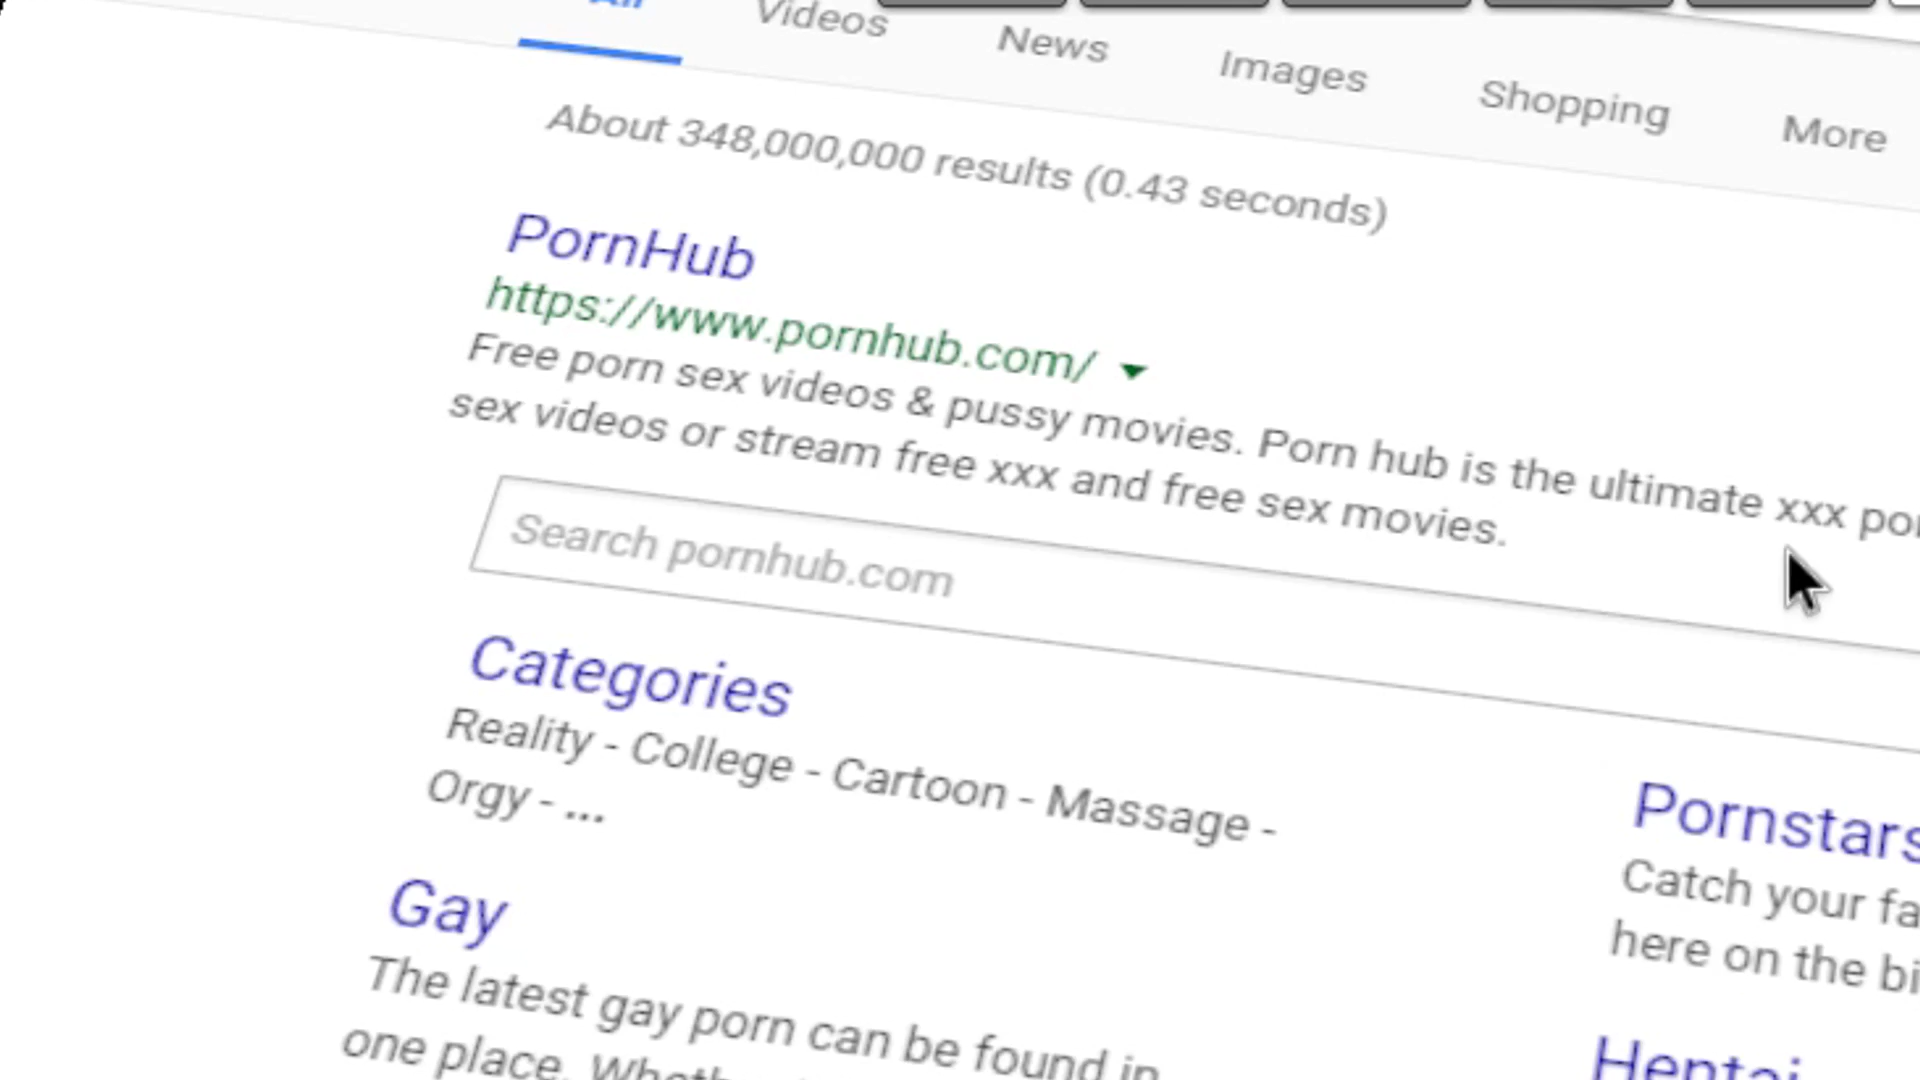 All
Videos
News
Images
Shopping
More
About 348,000,000 results (0.43 seconds)
PornHub
https://www.pornhub.com/
Free porn sex videos & pussy movies. Porn hub is the ultimate xxx
sex videos or stream free xxx and free sex movies.
Search pornhub.com
Categories
Reality - College - Cartoon - Massage -
Orgy - ...
Pornstars
Catch your
here on the
Gay
The latest gay porn can be found in
one place.
Hentai